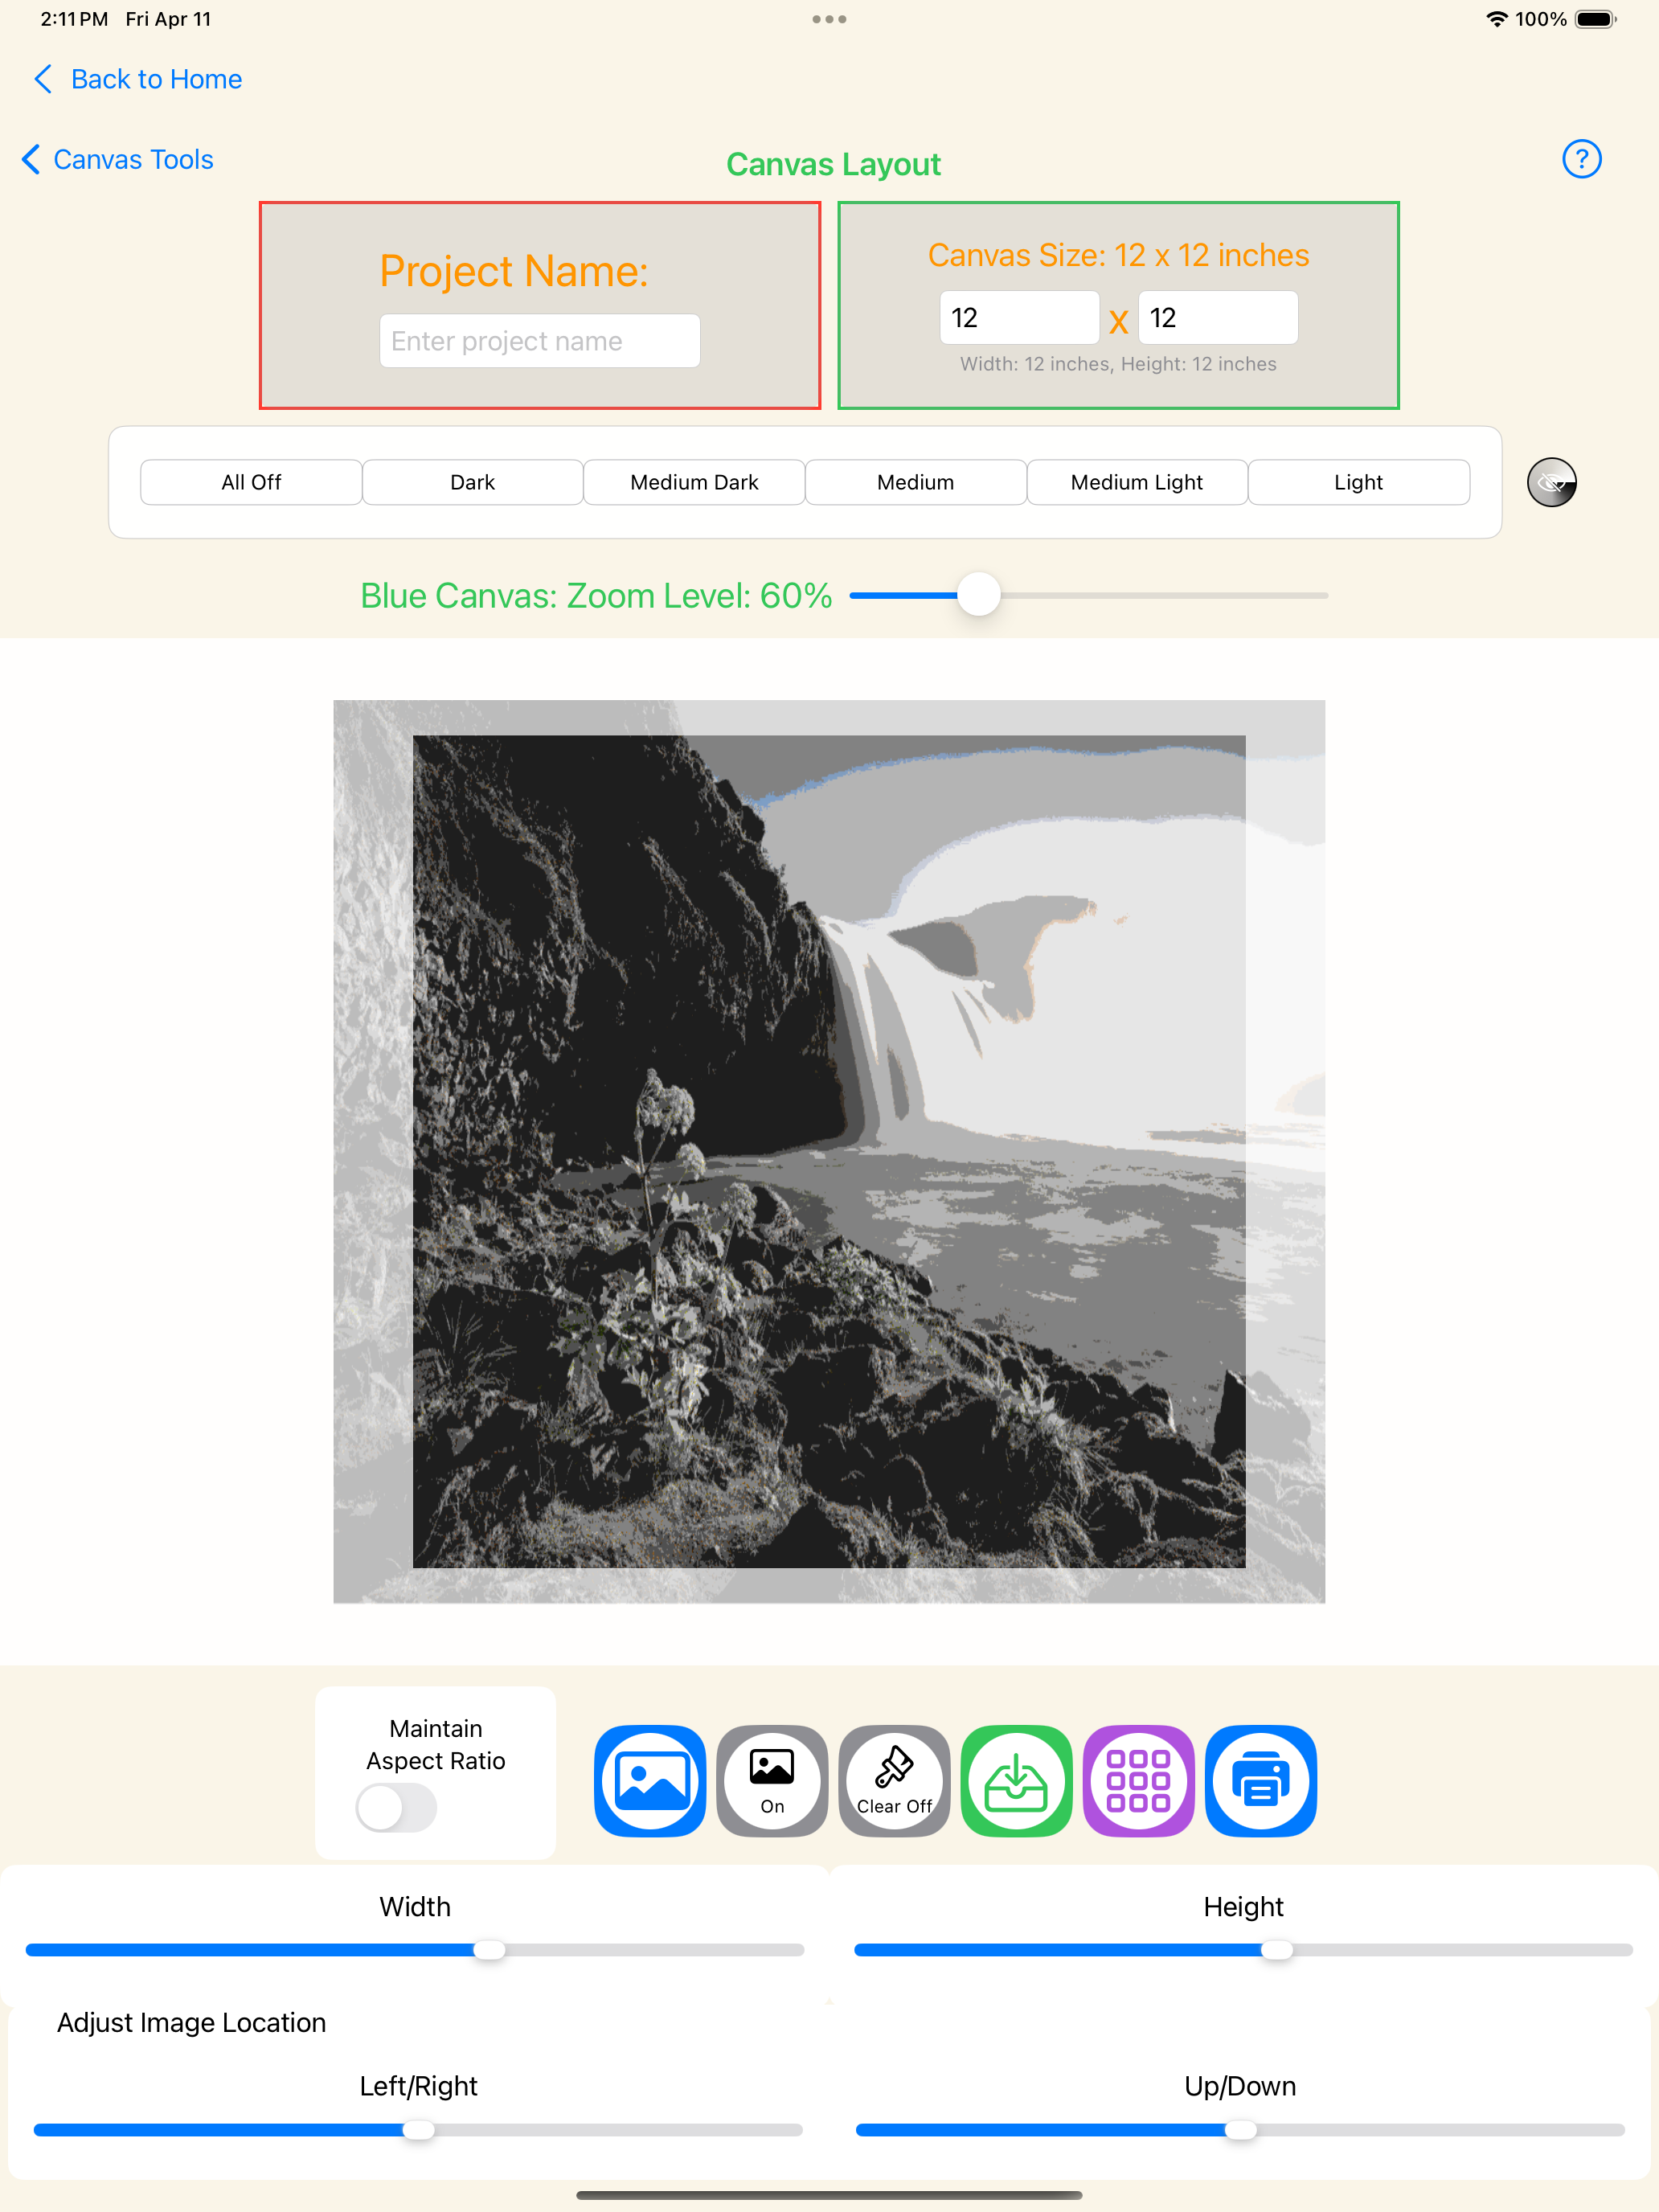 2:11 PM Fri Apr 11
100%
Back to Home
Canvas Tools
Canvas Layout
?
Project Name:
Enter project name
Canvas Size: 12 x 12 inches
12 x 12
Width: 12 inches, Height: 12 inches
All Off Dark Medium Dark Medium Medium Light Light
Blue Canvas: Zoom Level: 60%
Maintain
Aspect Ratio
On
Clear Off
Width
Height
Adjust Image Location
Left/Right
Up/Down